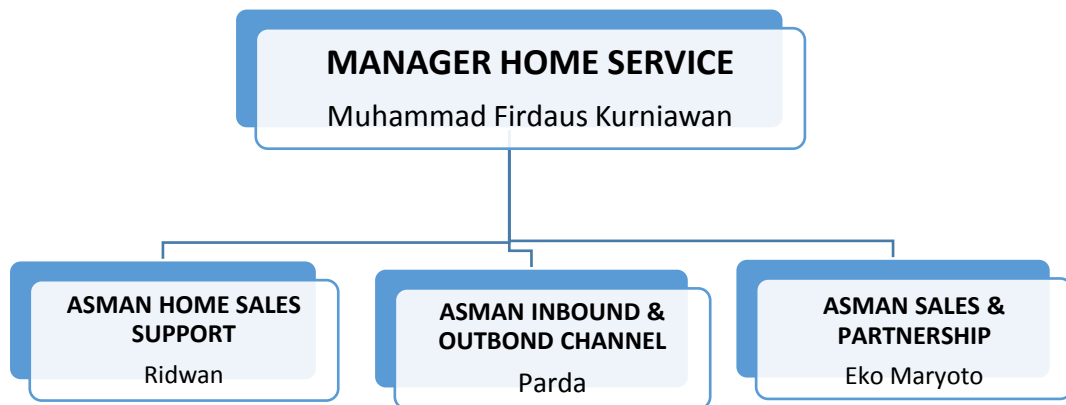 MANAGER HOME SERVICE
Muhammad Firdaus Kurniawan
ASMAN HOME SALES
SUPPORT
Ridwan
ASMAN INBOUND &
OUTBOND CHANNEL
Parda
ASMAN SALES &
PARTNERSHIP
Eko Maryoto